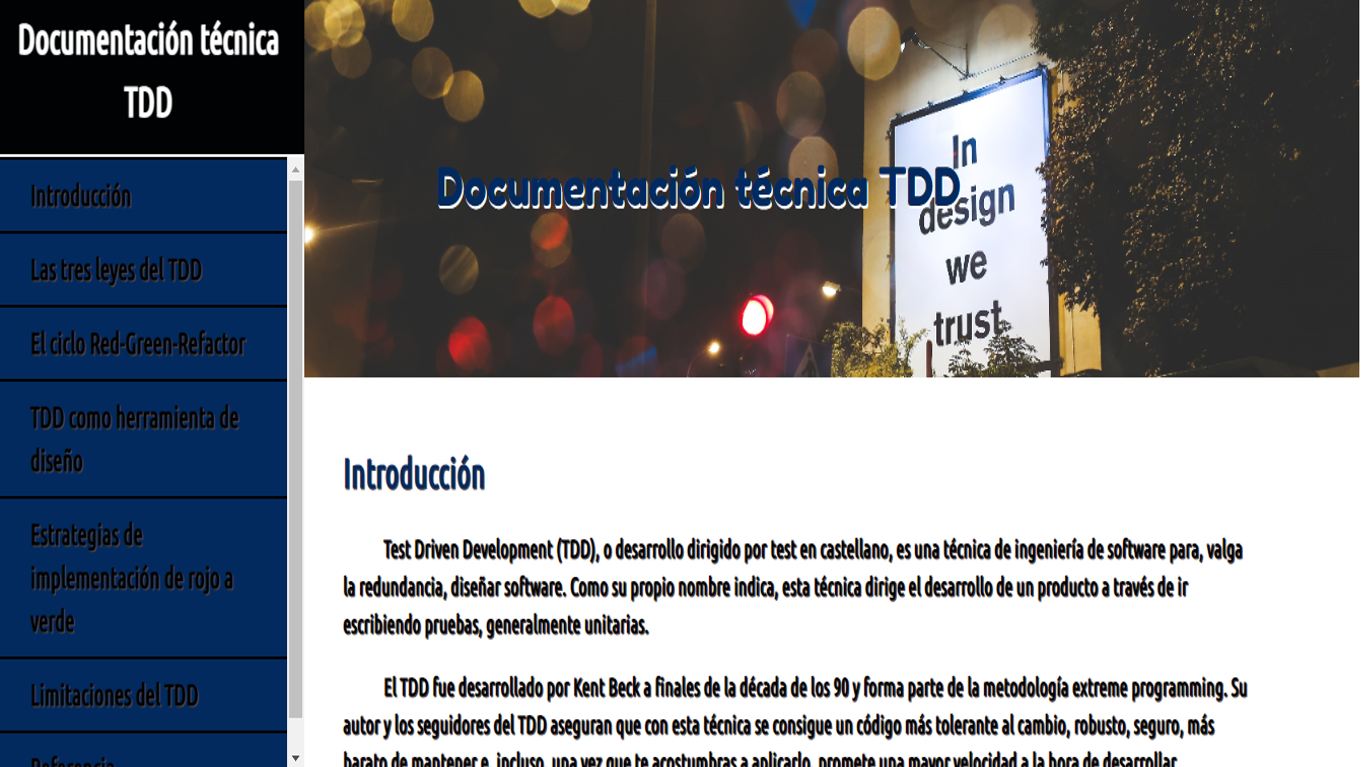 Documentación técnica
TDD
Introducción
Las tres leyes del TDD
El ciclo Red-Green-Refactor
TDD como herramienta de
diseño
Estrategias de
implementación de rojo a
verde
Limitaciones del TDD
Referencia
Documentación técnica TDD
In
design
we
trust
Introducción
Test Driven Development (TDD), o desarrollo dirigido por test en castellano, es una técnica de ingeniería de software para, valga
la redundancia, diseñar software. Como su propio nombre indica, esta técnica dirige el desarrollo de un producto a través de ir
escribiendo pruebas, generalmente unitarias.
El TDD fue desarrollado por Kent Beck a finales de la década de los 90 y forma parte de la metodología extreme programming. Su
autor y los seguidores del TDD aseguran que con esta técnica se consigue un código más tolerante al cambio, robusto, seguro, más
barato de mantener e, incluso, una vez que te acostumbras a aplicarlo, promete una mayor velocidad a la hora de desarrollar.